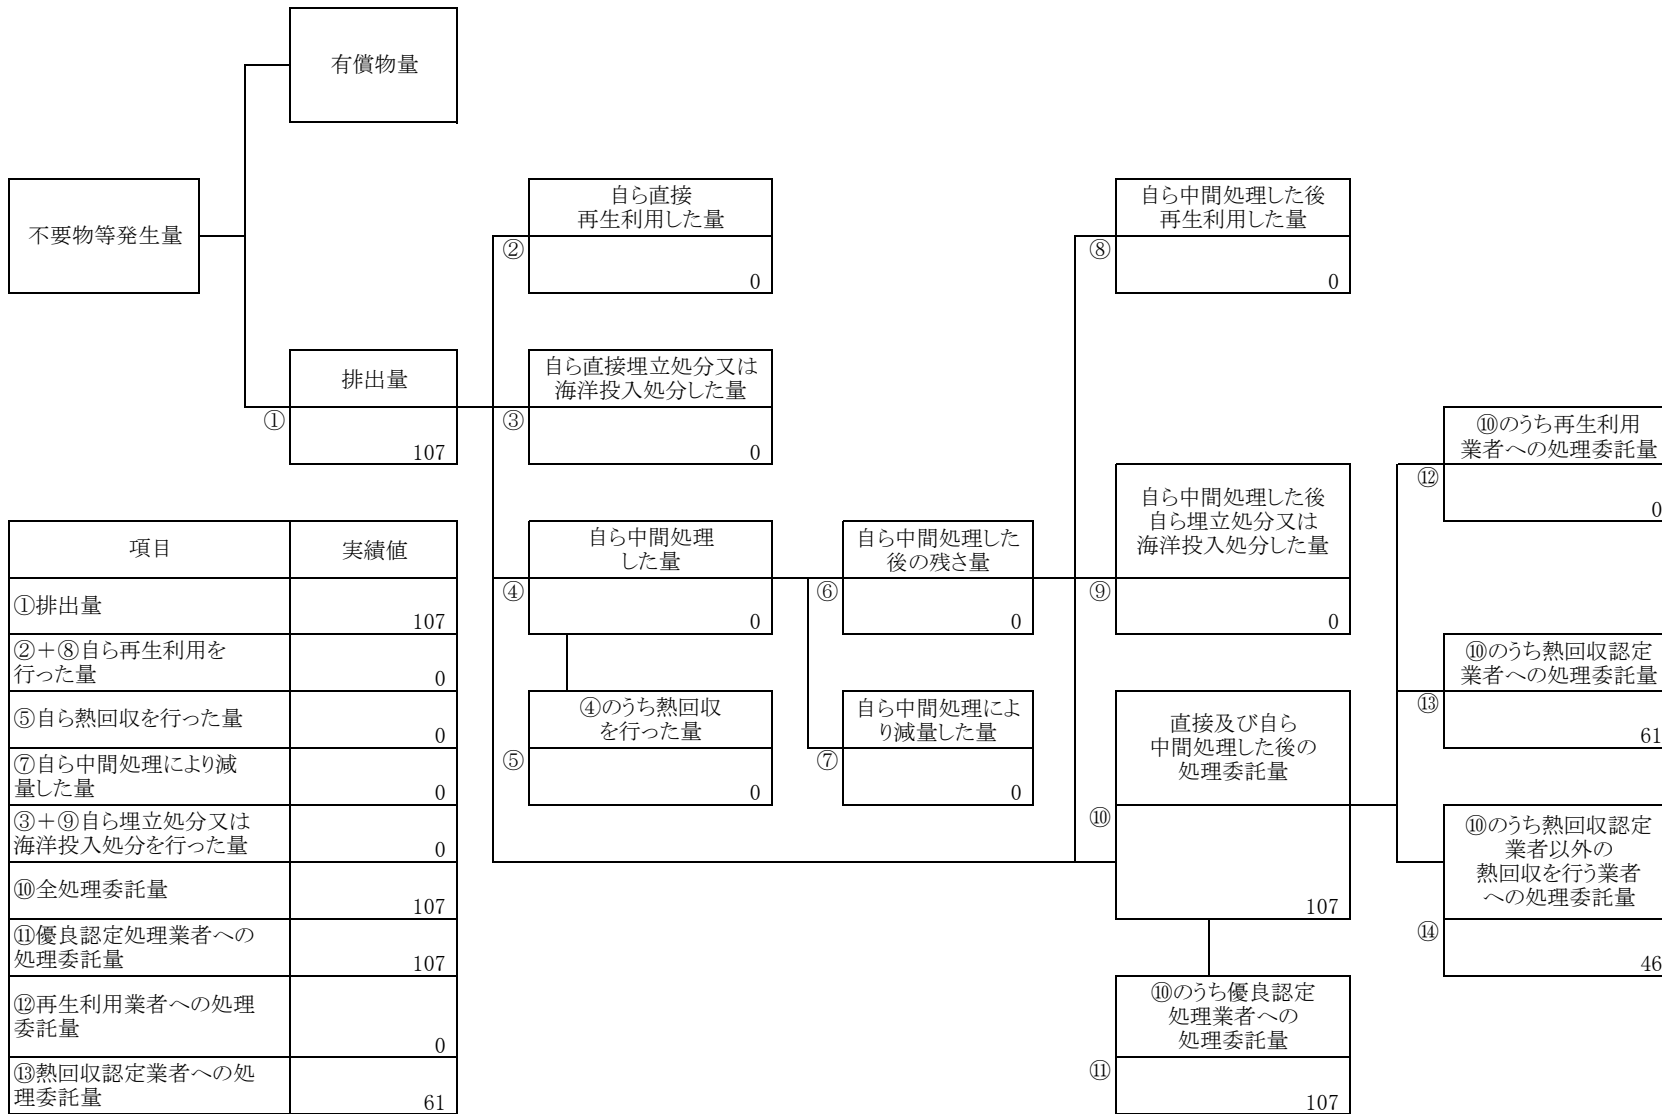 有償物量
不要物等発生量
自ら直接
再生利用した量
②
0
自ら中間処理した後
再生利用した量
⑧
0
排出量
①
107
自ら直接埋立処分又は
海洋投入処分した量
③
0
⑩のうち再生利用
業者への処理委託量
⑫
0
自ら中間処理した後
自ら埋立処分又は
海洋投入処分した量
⑨
0
自ら中間処理
した量
④
0
自ら中間処理した
後の残さ量
⑥
0
⑩のうち熱回収認定
業者への処理委託量
⑬
61
④のうち熱回収
を行った量
⑤
0
自ら中間処理によ
り減量した量
⑦
0
直接及び自ら
中間処理した後の
処理委託量
⑩
107
⑩のうち熱回収認定
業者以外の
熱回収を行う業者
への処理委託量
⑭
46
⑩のうち優良認定
処理業者への
処理委託量
⑪
107
項目 実績値
①排出量 107
②+⑧自ら再生利用を
行った量 0
⑤自ら熱回収を行った量 0
⑦自ら中間処理により減
量した量 0
③+⑨自ら埋立処分又は
海洋投入処分を行った量 0
⑩全処理委託量 107
⑪優良認定処理業者への
処理委託量 107
⑫再生利用業者への処理
委託量 0
⑬熱回収認定業者への処
理委託量 61